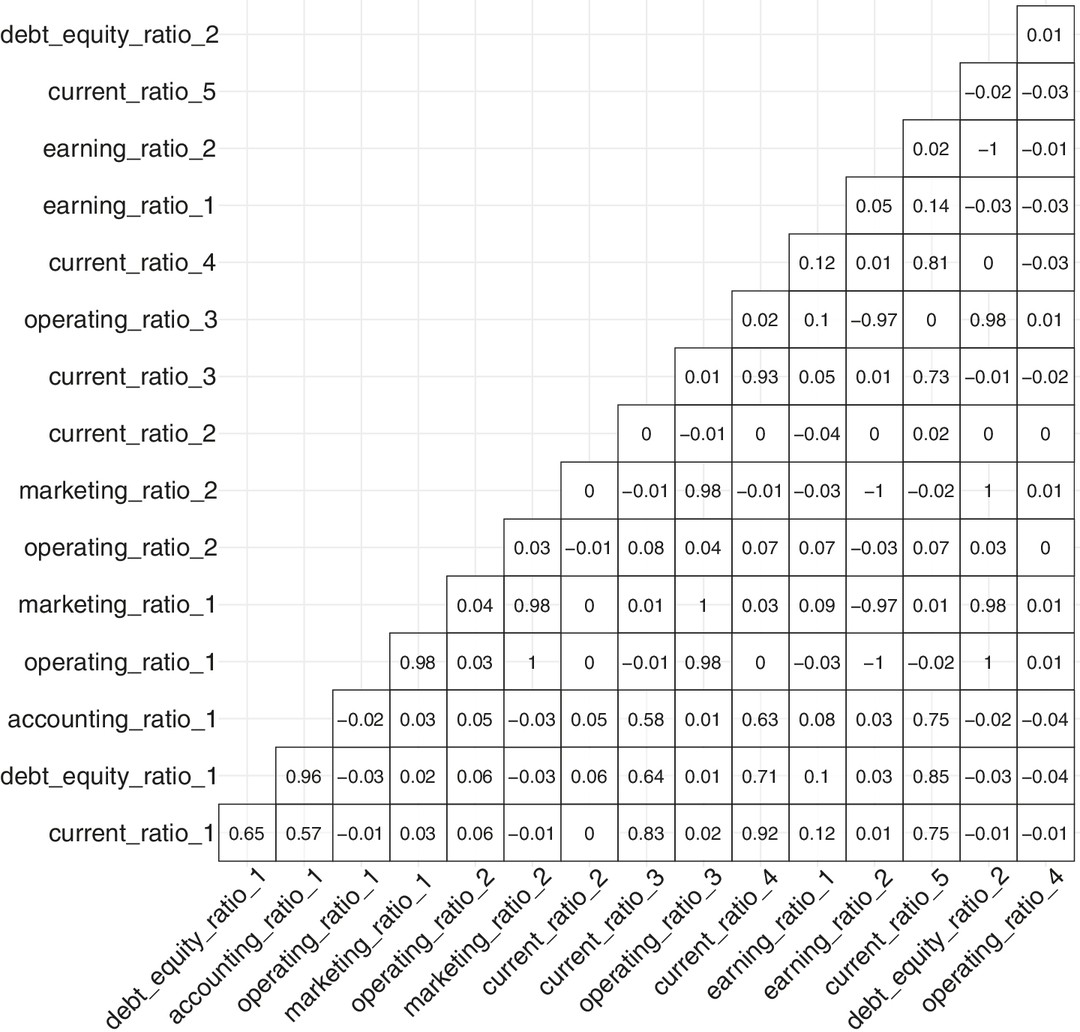 debt_equity_ratio_2 0.01
current_ratio_5 −0.02 −0.03
earning_ratio_2 0.02 −1 −0.01
earning_ratio_1 0.05 0.14 −0.03 −0.03
current_ratio_4 0.12 0.01 0.81 0 −0.03
operating_ratio_3 0.02 0.1 −0.97 0 0.98 0.01
current_ratio_3 0.01 0.93 0.05 0.01 0.73 −0.01 −0.02
current_ratio_2 0 −0.01 0 −0.04 0 0.02 0 0
marketing_ratio_2 0 −0.01 0.98 −0.01 −0.03 −1 −0.02 1 0.01
operating_ratio_2 0.03 −0.01 0.08 0.04 0.07 0.07 −0.03 0.07 0.03 0
marketing_ratio_1 0.04 0.98 0 0.01 1 0.03 0.09 −0.97 0.01 0.98 0.01
operating_ratio_1 0.98 0.03 1 0 −0.01 0.98 0 −0.03 −1 −0.02 1 0.01
accounting_ratio_1 −0.02 0.03 0.05 −0.03 0.05 0.58 0.01 0.63 0.08 0.03 0.75 −0.02 −0.04
debt_equity_ratio_1 0.96 −0.03 0.02 0.06 −0.03 0.06 0.64 0.01 0.71 0.1 0.03 0.85 −0.03 −0.04
current_ratio_1 0.65 0.57 −0.01 0.03 0.06 −0.01 0 0.83 0.02 0.92 0.12 0.01 0.75 −0.01 −0.01
debt_equity_ratio_1
accounting_ratio_1
operating_ratio_1
marketing_ratio_1
operating_ratio_2
marketing_ratio_2
current_ratio_2
current_ratio_3
operating_ratio_3
current_ratio_4
earning_ratio_1
earning_ratio_2
current_ratio_5
debt_equity_ratio_2
operating_ratio_4